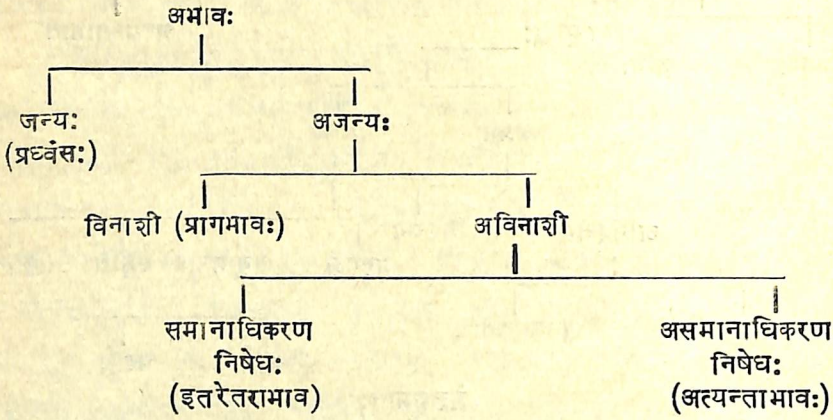 अभावः
जन्यः अजन्यः
(प्रध्वंसः)
विनाशी (प्रागभावः) अविनाशी
समानाधिकरण असमानाधिकरण
निषेधः निषेधः
(इतरेतराभाव) (अत्यन्ताभावः)